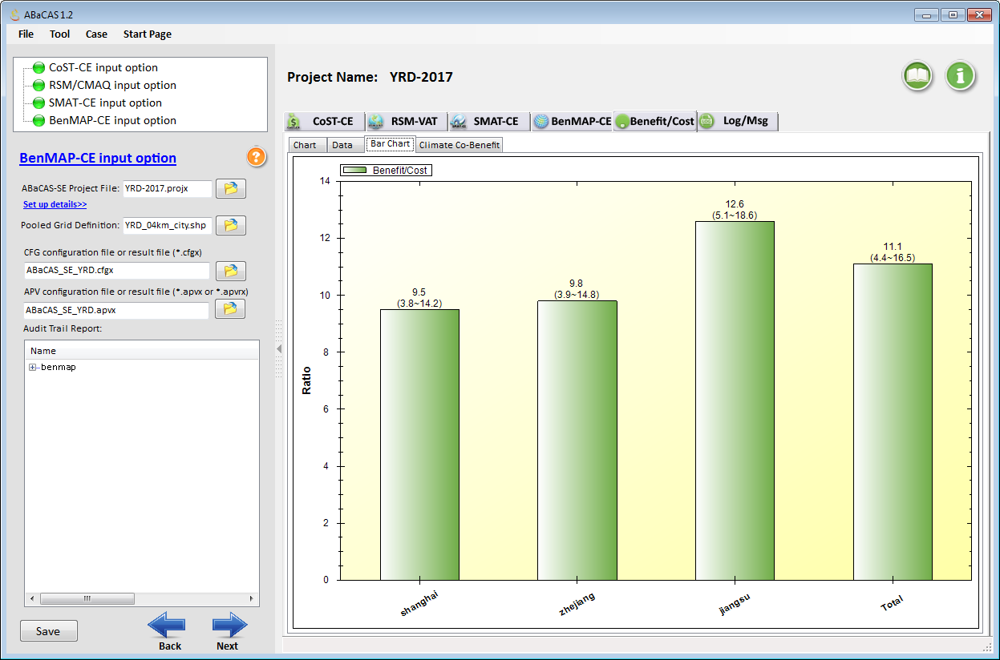 ABaCAS 1.2
File Tool Case Start Page
CoST-CE input option
RSM/CMAQ input option
SMAT-CE input option
BenMAP-CE input option
BenMAP-CE input option
?
ABaCAS-SE Project File: YRD-2017.projx
Set up details>>
Pooled Grid Definition: YRD_04km_city.shp
CFG configuration file or result file (*.cfgx)
ABaCAS_SE_YRD.cfgx
APV configuration file or result file (*.apvx or *.apvrx)
ABaCAS_SE_YRD.apvx
Audit Trail Report:
Name
benmap
Save
Back
Next
Project Name: YRD-2017
CoST-CE RSM-VAT SMAT-CE BenMAP-CE Benefit/Cost Log/Msg
Chart Data Bar Chart Climate Co-Benefit
Benefit/Cost
14
12
10
8
6
4
2
0
Ratio
9.5
(3.8~14.2)
9.8
(3.9~14.8)
12.6
(5.1~18.6)
11.1
(4.4~16.5)
shanghai
zhejiang
jiangsu
Total